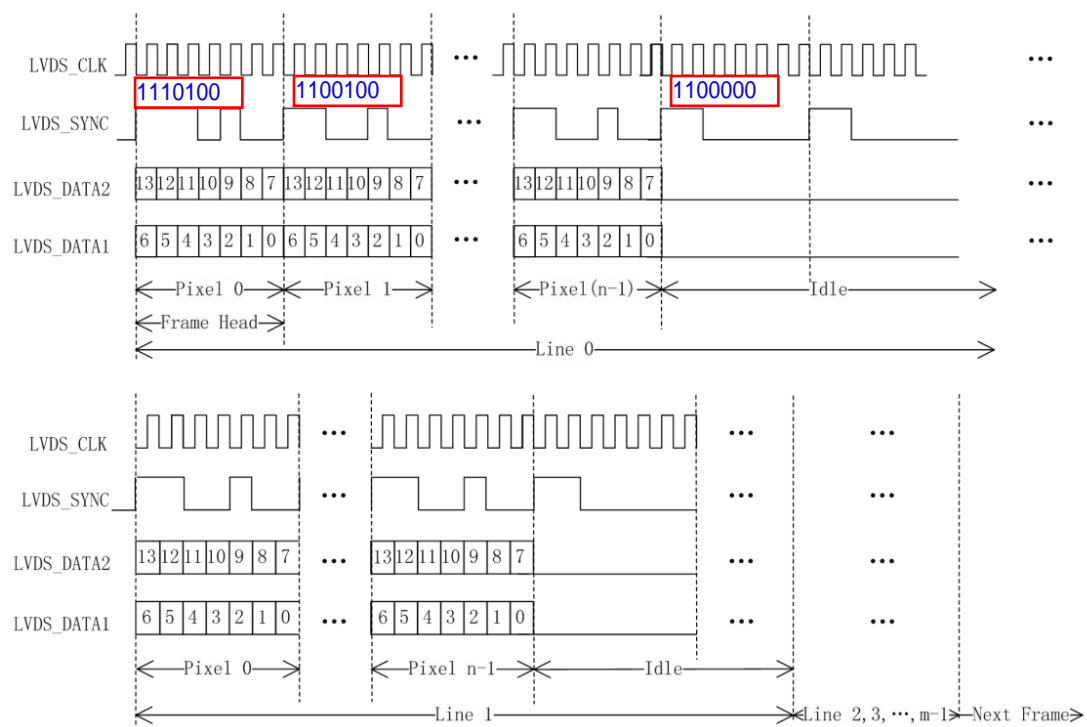 LVDS_CLK ••• •••
1110100 1100100 1100000
LVDS_SYNC ••• •••
LVDS_DATA2 13 12 11 10 9 8 7 13 12 11 10 9 8 7 ••• 13 12 11 10 9 8 7 •••
LVDS_DATA1 6 5 4 3 2 1 0 6 5 4 3 2 1 0 ••• 6 5 4 3 2 1 0 •••
Pixel 0 Pixel 1 Pixel(n-1) Idle
Frame Head
Line 0
LVDS_CLK ••• ••• •••
LVDS_SYNC ••• ••• •••
LVDS_DATA2 13 12 11 10 9 8 7 ••• 13 12 11 10 9 8 7 ••• •••
LVDS_DATA1 6 5 4 3 2 1 0 ••• 6 5 4 3 2 1 0 ••• •••
Pixel 0 Pixel n-1 Idle
Line 1 Line 2,3,⋯,m-1 Next Frame